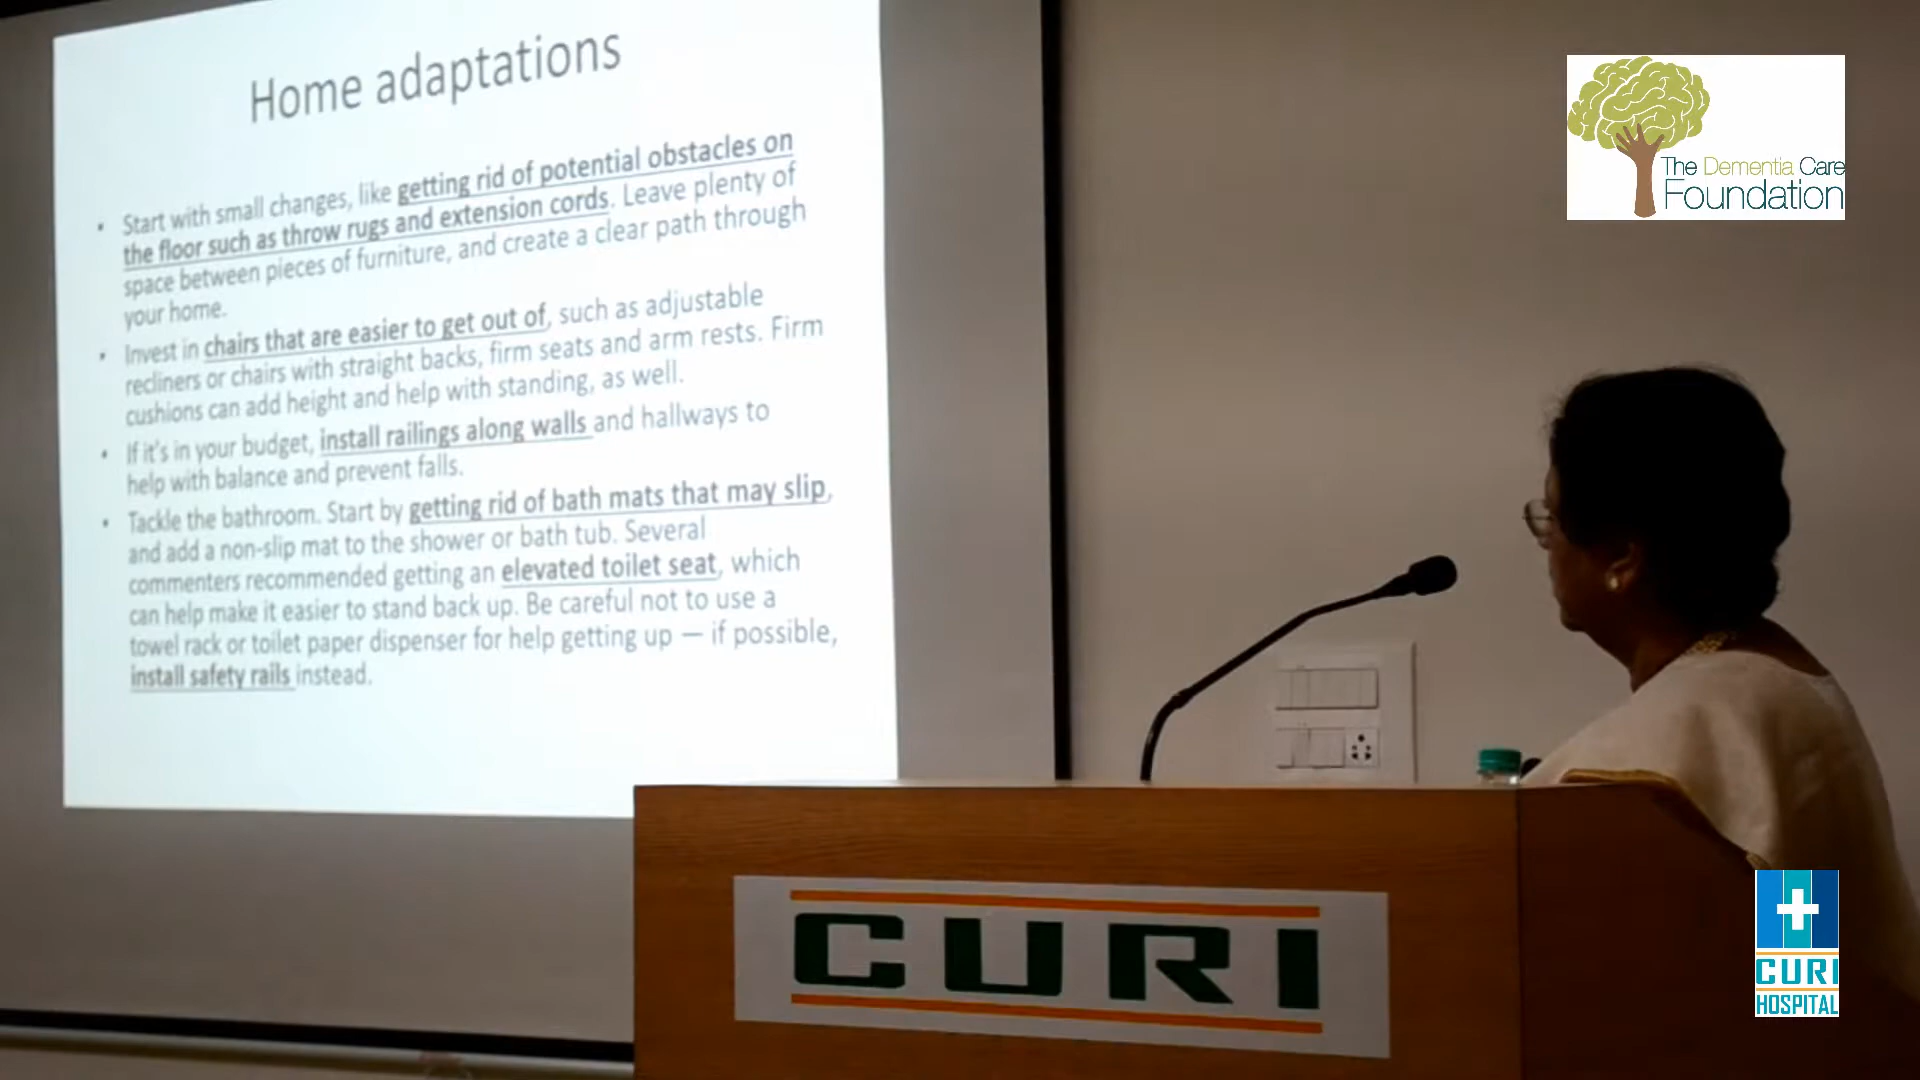 Home adaptations
• Start with small changes, like getting rid of potential obstacles on
the floor such as throw rugs and extension cords. Leave plenty of
space between pieces of furniture, and create a clear path through
your home.
• Invest in chairs that are easier to get out of, such as adjustable
recliners or chairs with straight backs, firm seats and arm rests. Firm
cushions can add height and help with standing, as well.
• If it's in your budget, install railings along walls and hallways to
help with balance and prevent falls.
• Tackle the bathroom. Start by getting rid of bath mats that may slip,
and add a non-slip mat to the shower or bath tub. Several
commenters recommended getting an elevated toilet seat, which
can help make it easier to stand back up. Be careful not to use a
towel rack or toilet paper dispenser for help getting up — if possible,
install safety rails instead.
The Dementia Care
Foundation
CURI
CURI
HOSPITAL